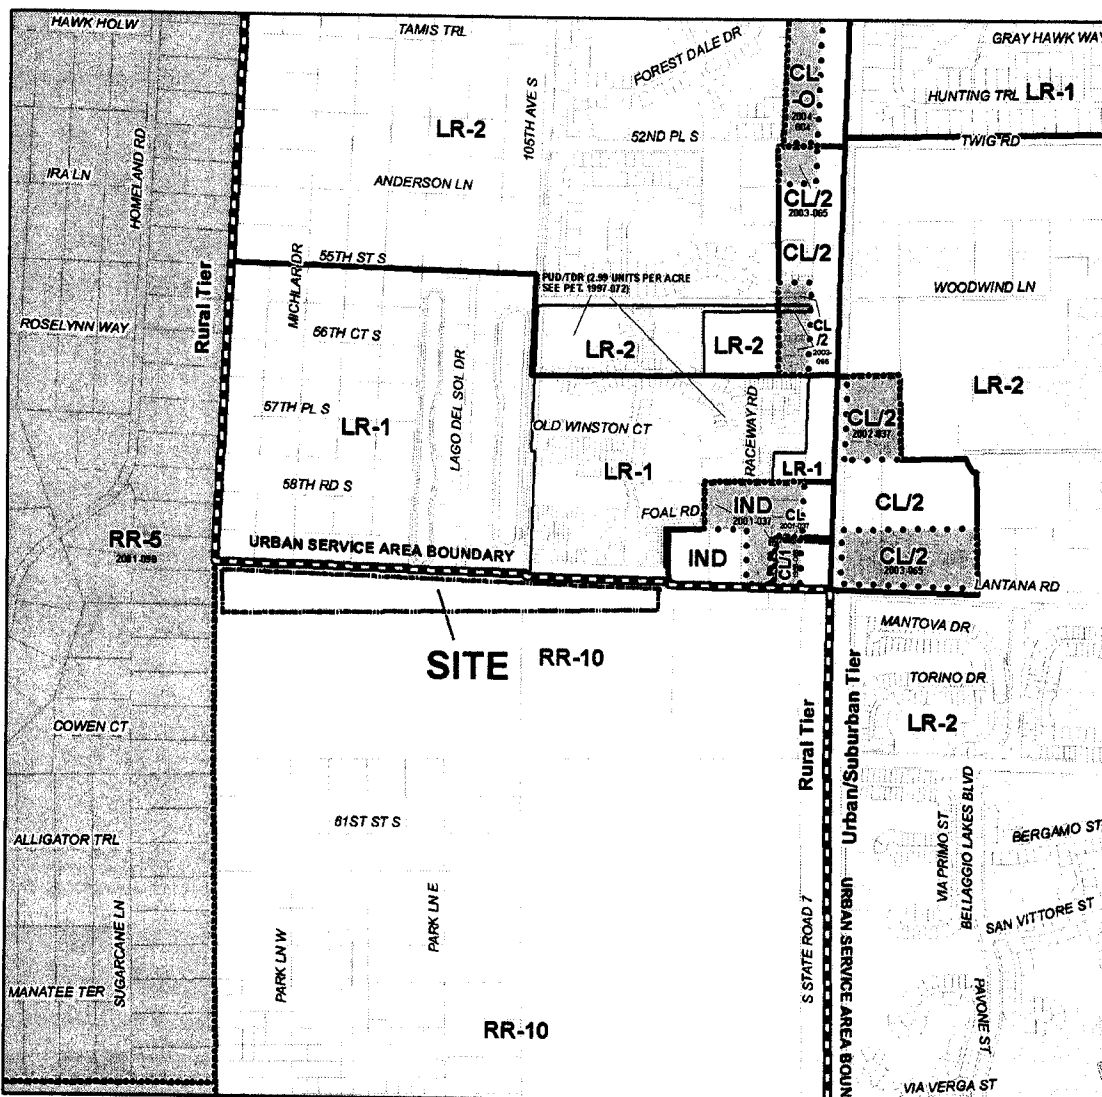 HAWK HOLW
TAMIS TRL
GRAY HAWK WAY
FOREST DALE DR
CL
-O
2004-
HUNTING TRL
LR-1
HOMELAND RD
LR-2
105TH AVE S
52ND PL S
TWIG RD
IRA LN
ANDERSON LN
CL/2
2003-065
55TH ST S
CL/2
MICHLAR DR
PUD/TDR (2.99 UNITS PER ACRE
SEE PET. 1997-072)
WOODWIND LN
Rural Tier
ROSELYNN WAY
56TH CT S
LR-2
LR-2
CL
/2
LAGO DEL SOL DR
LR-2
57TH PL S
LR-1
OLD WINSTON CT
RACEWAY RD
CL/2
2002-037
LR-1
LR-1
58TH RD S
FOAL RD
IND
2001-037
CL
CL/2
RR-5
URBAN SERVICE AREA BOUNDARY
IND
CL/1
CL/2
2003-065
LANTANA RD
SITE
RR-10
MANTOVA DR
TORINO DR
Rural Tier
Urban/Suburban Tier
LR-2
COWEN CT
61ST ST S
ALLIGATOR TRL
VIA PRIMO ST
BELLAGGIO LAKES BLVD
BERGAMO ST
SUGARCANE LN
PARK LN W
PARK LN E
S STATE ROAD 7
URBAN SERVICE AREA BOUN
SAN VITTORE ST
MANATEE TER
PAVONE ST
RR-10
VIA VERGA ST